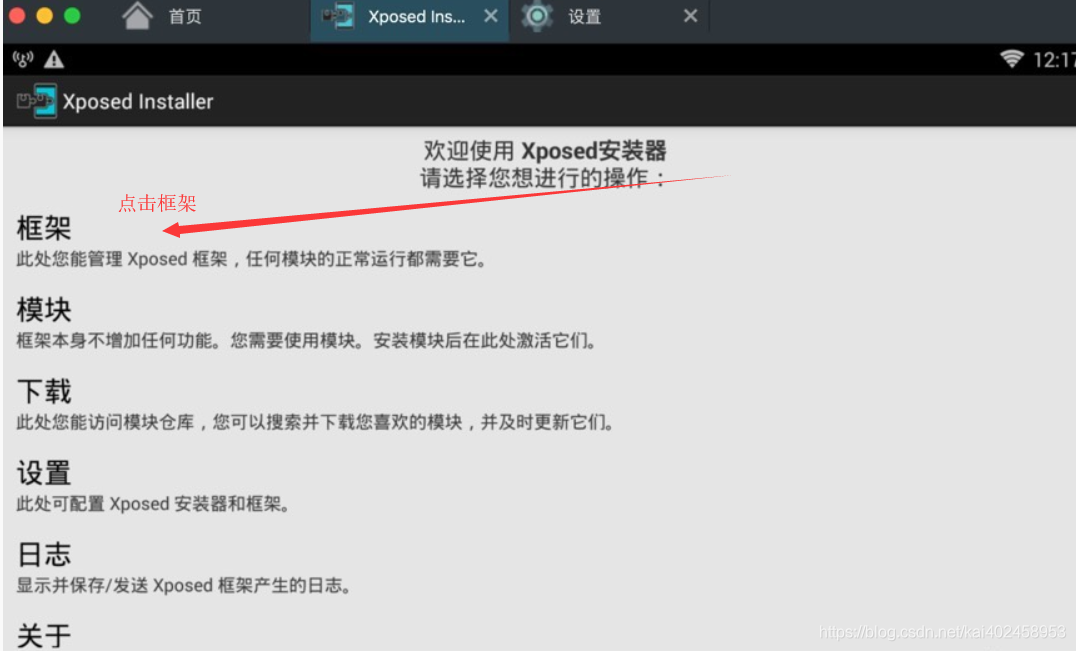 首页
Xposed Ins...
设置
12:17
Xposed Installer
欢迎使用 Xposed安装器
请选择您想进行的操作：
点击框架
框架
此处您能管理 Xposed 框架，任何模块的正常运行都需要它。
模块
框架本身不增加任何功能。您需要使用模块。安装模块后在此处激活它们。
下载
此处您能访问模块仓库，您可以搜索并下载您喜欢的模块，并及时更新它们。
设置
此处可配置 Xposed 安装器和框架。
日志
显示并保存/发送 Xposed 框架产生的日志。
关于
https://blog.csdn.net/kai402458953